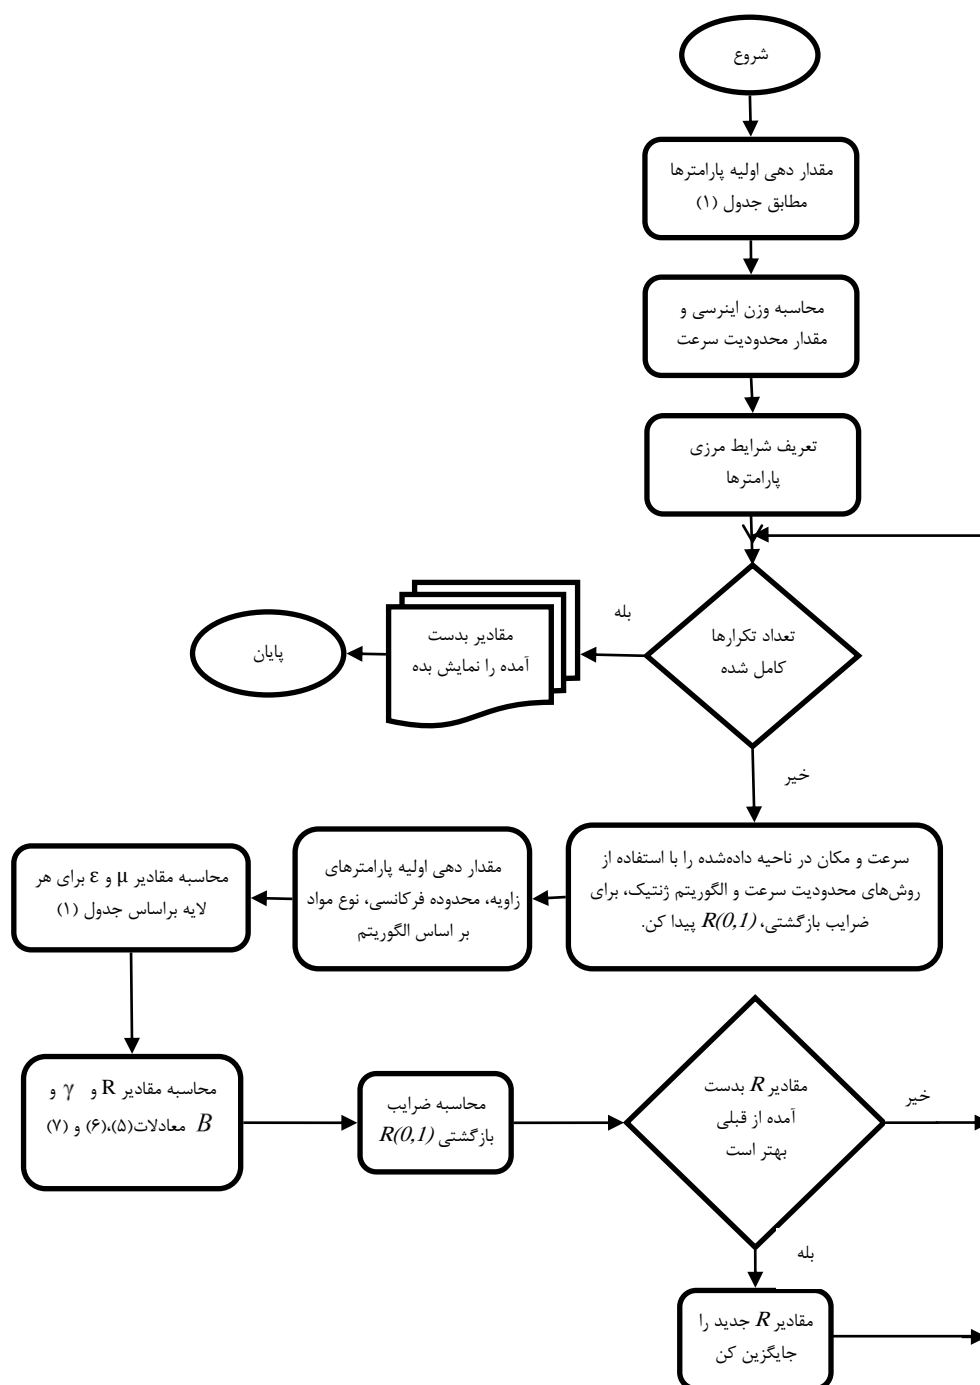 شروع
مقدار دهی اولیه پارامترها
مطابق جدول (۱)
محاسبه وزن اینرسی و
مقدار محدودیت سرعت
تعریف شرایط مرزی
پارامترها
تعداد تکرارها
کامل شده
بله
مقادیر بدست
آمده را نمایش بده
پایان
خیر
سرعت و مکان در ناحیه داده‌شده را با استفاده از
روش‌های محدودیت سرعت و الگوریتم ژنتیک، برای
ضرایب بازگشتی، R(0,1) پیدا کن.
مقدار دهی اولیه پارامترهای
زاویه، محدوده فرکانسی، نوع مواد
بر اساس الگوریتم
محاسبه مقادیر μ و ε برای هر
لایه براساس جدول (۱)
محاسبه مقادیر R و γ و
B معادلات(۵)،(۶) و (۷)
محاسبه ضرایب
بازگشتی R(0,1)
مقادیر R بدست
آمده از قبلی
بهتر است
خیر
بله
مقادیر R جدید را
جایگزین کن